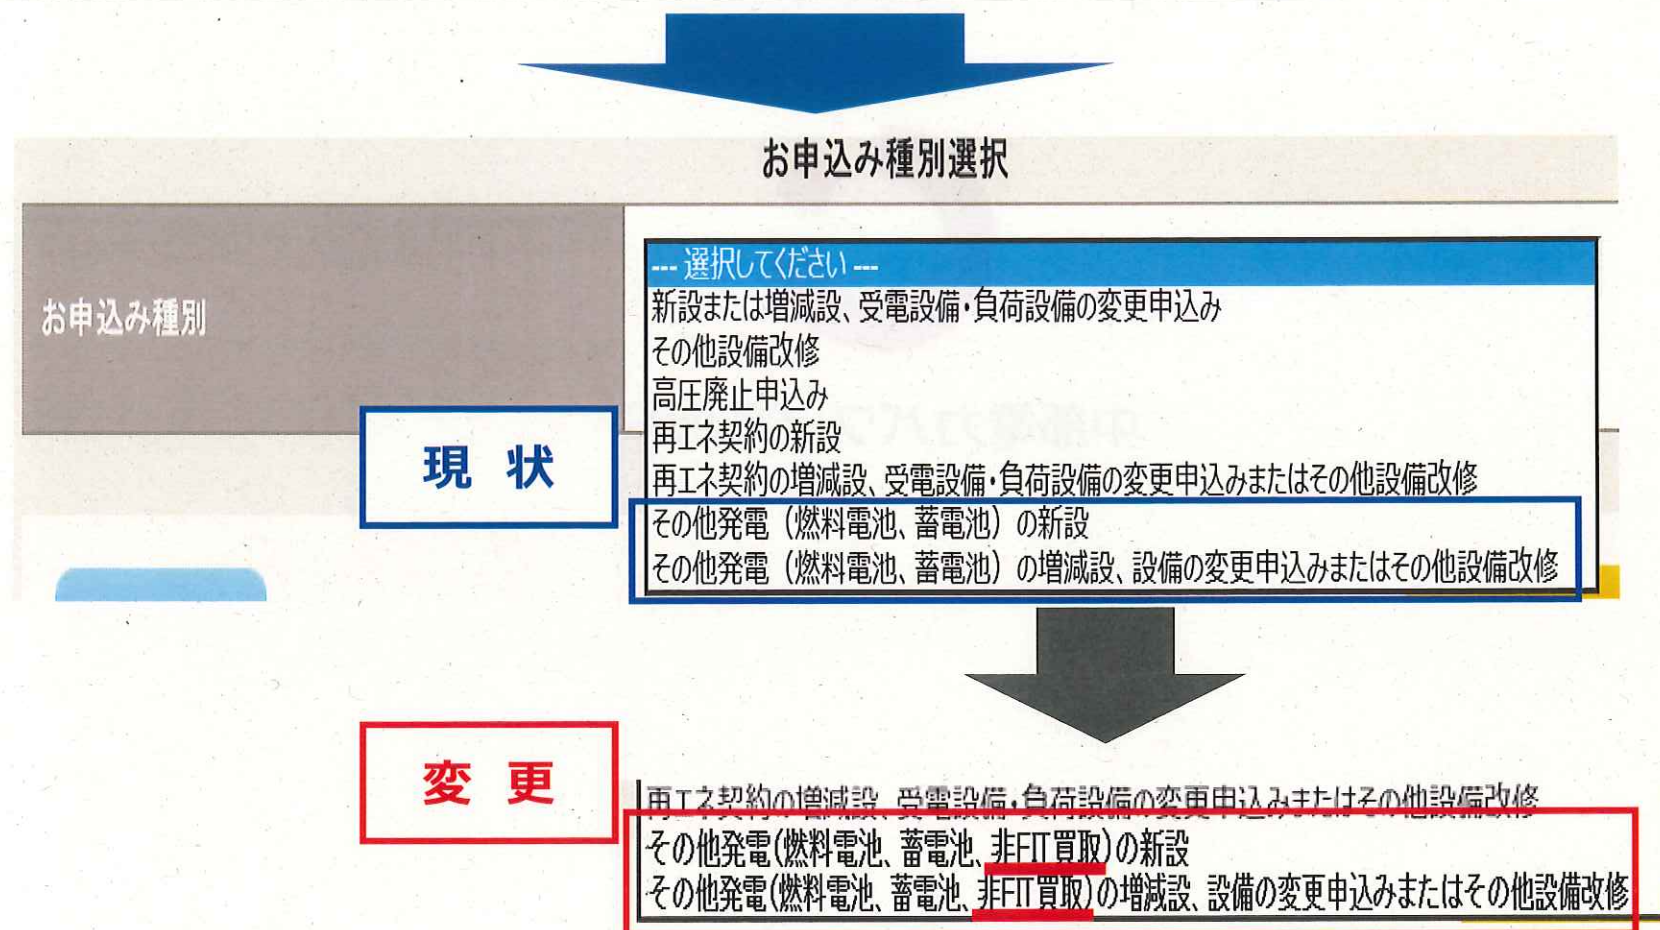 お申込み種別選択
お申込み種別
--- 選択してください ---
新設または増減設、受電設備・負荷設備の変更申込み
その他設備改修
高圧廃止申込み
再エネ契約の新設
再エネ契約の増減設、受電設備・負荷設備の変更申込みまたはその他設備改修
現 状
その他発電（燃料電池、蓄電池）の新設
その他発電（燃料電池、蓄電池）の増減設、設備の変更申込みまたはその他設備改修
変 更
再エネ契約の増減設、受電設備・負荷設備の変更申込みまたはその他設備改修
その他発電(燃料電池、蓄電池、非FIT買取)の新設
その他発電(燃料電池、蓄電池、非FIT買取)の増減設、設備の変更申込みまたはその他設備改修